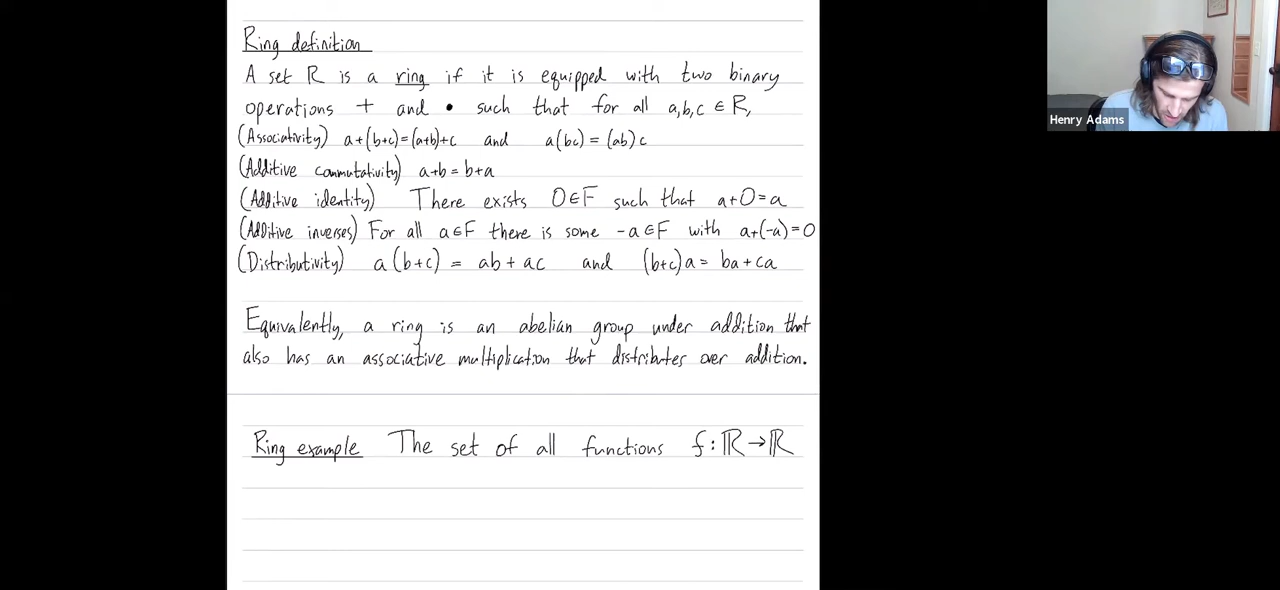 Ring definition
A set R is a ring if it is equipped with two binary
operations + and • such that for all a,b,c ∈ R,
(Associativity) a+(b+c)=(a+b)+c and a(bc)=(ab)c
(Additive commutativity) a+b=b+a
(Additive identity) There exists 0∈F such that a+0=a
(Additive inverses) For all a∈F there is some -a∈F with a+(-a)=0
(Distributivity) a(b+c) = ab+ac and (b+c)a = ba+ca
Equivalently, a ring is an abelian group under addition that
also has an associative multiplication that distributes over addition.
Ring example The set of all functions f:ℝ→ℝ
Henry Adams